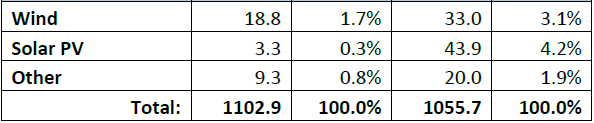 Wind 18.8 1.7% 33.0 3.1%
Solar PV 3.3 0.3% 43.9 4.2%
Other 9.3 0.8% 20.0 1.9%
Total: 1102.9 100.0% 1055.7 100.0%